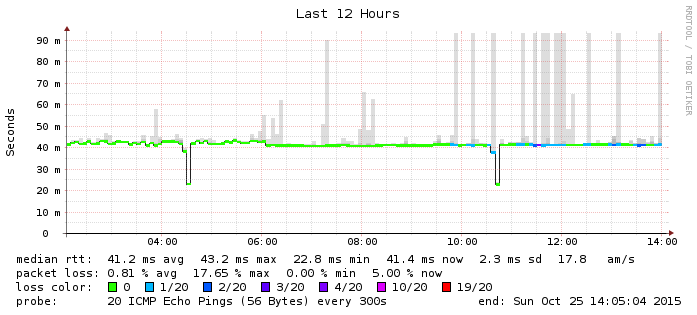 Last 12 Hours
RRDTOOL / TOBI OETIKER
Seconds
90 m
80 m
70 m
60 m
50 m
40 m
30 m
20 m
10 m
0
04:00 06:00 08:00 10:00 12:00 14:00
median rtt: 41.2 ms avg 43.2 ms max 22.8 ms min 41.4 ms now 2.3 ms sd 17.8 am/s
packet loss: 0.81 % avg 17.65 % max 0.00 % min 5.00 % now
loss color: 0 1/20 2/20 3/20 4/20 10/20 19/20
probe: 20 ICMP Echo Pings (56 Bytes) every 300s end: Sun Oct 25 14:05:04 2015